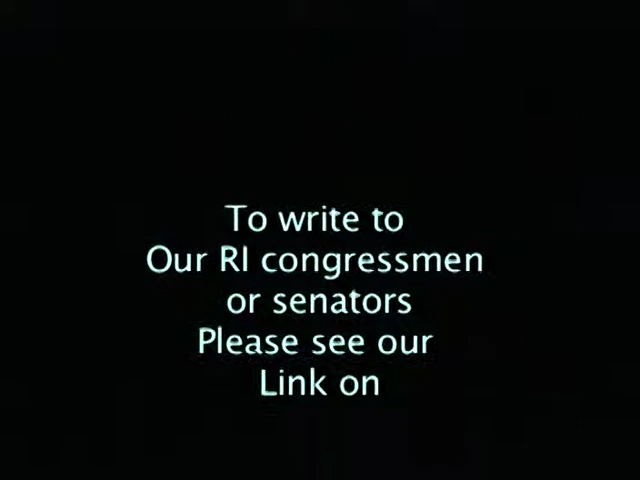 To write to
Our RI congressmen
or senators
Please see our
Link on